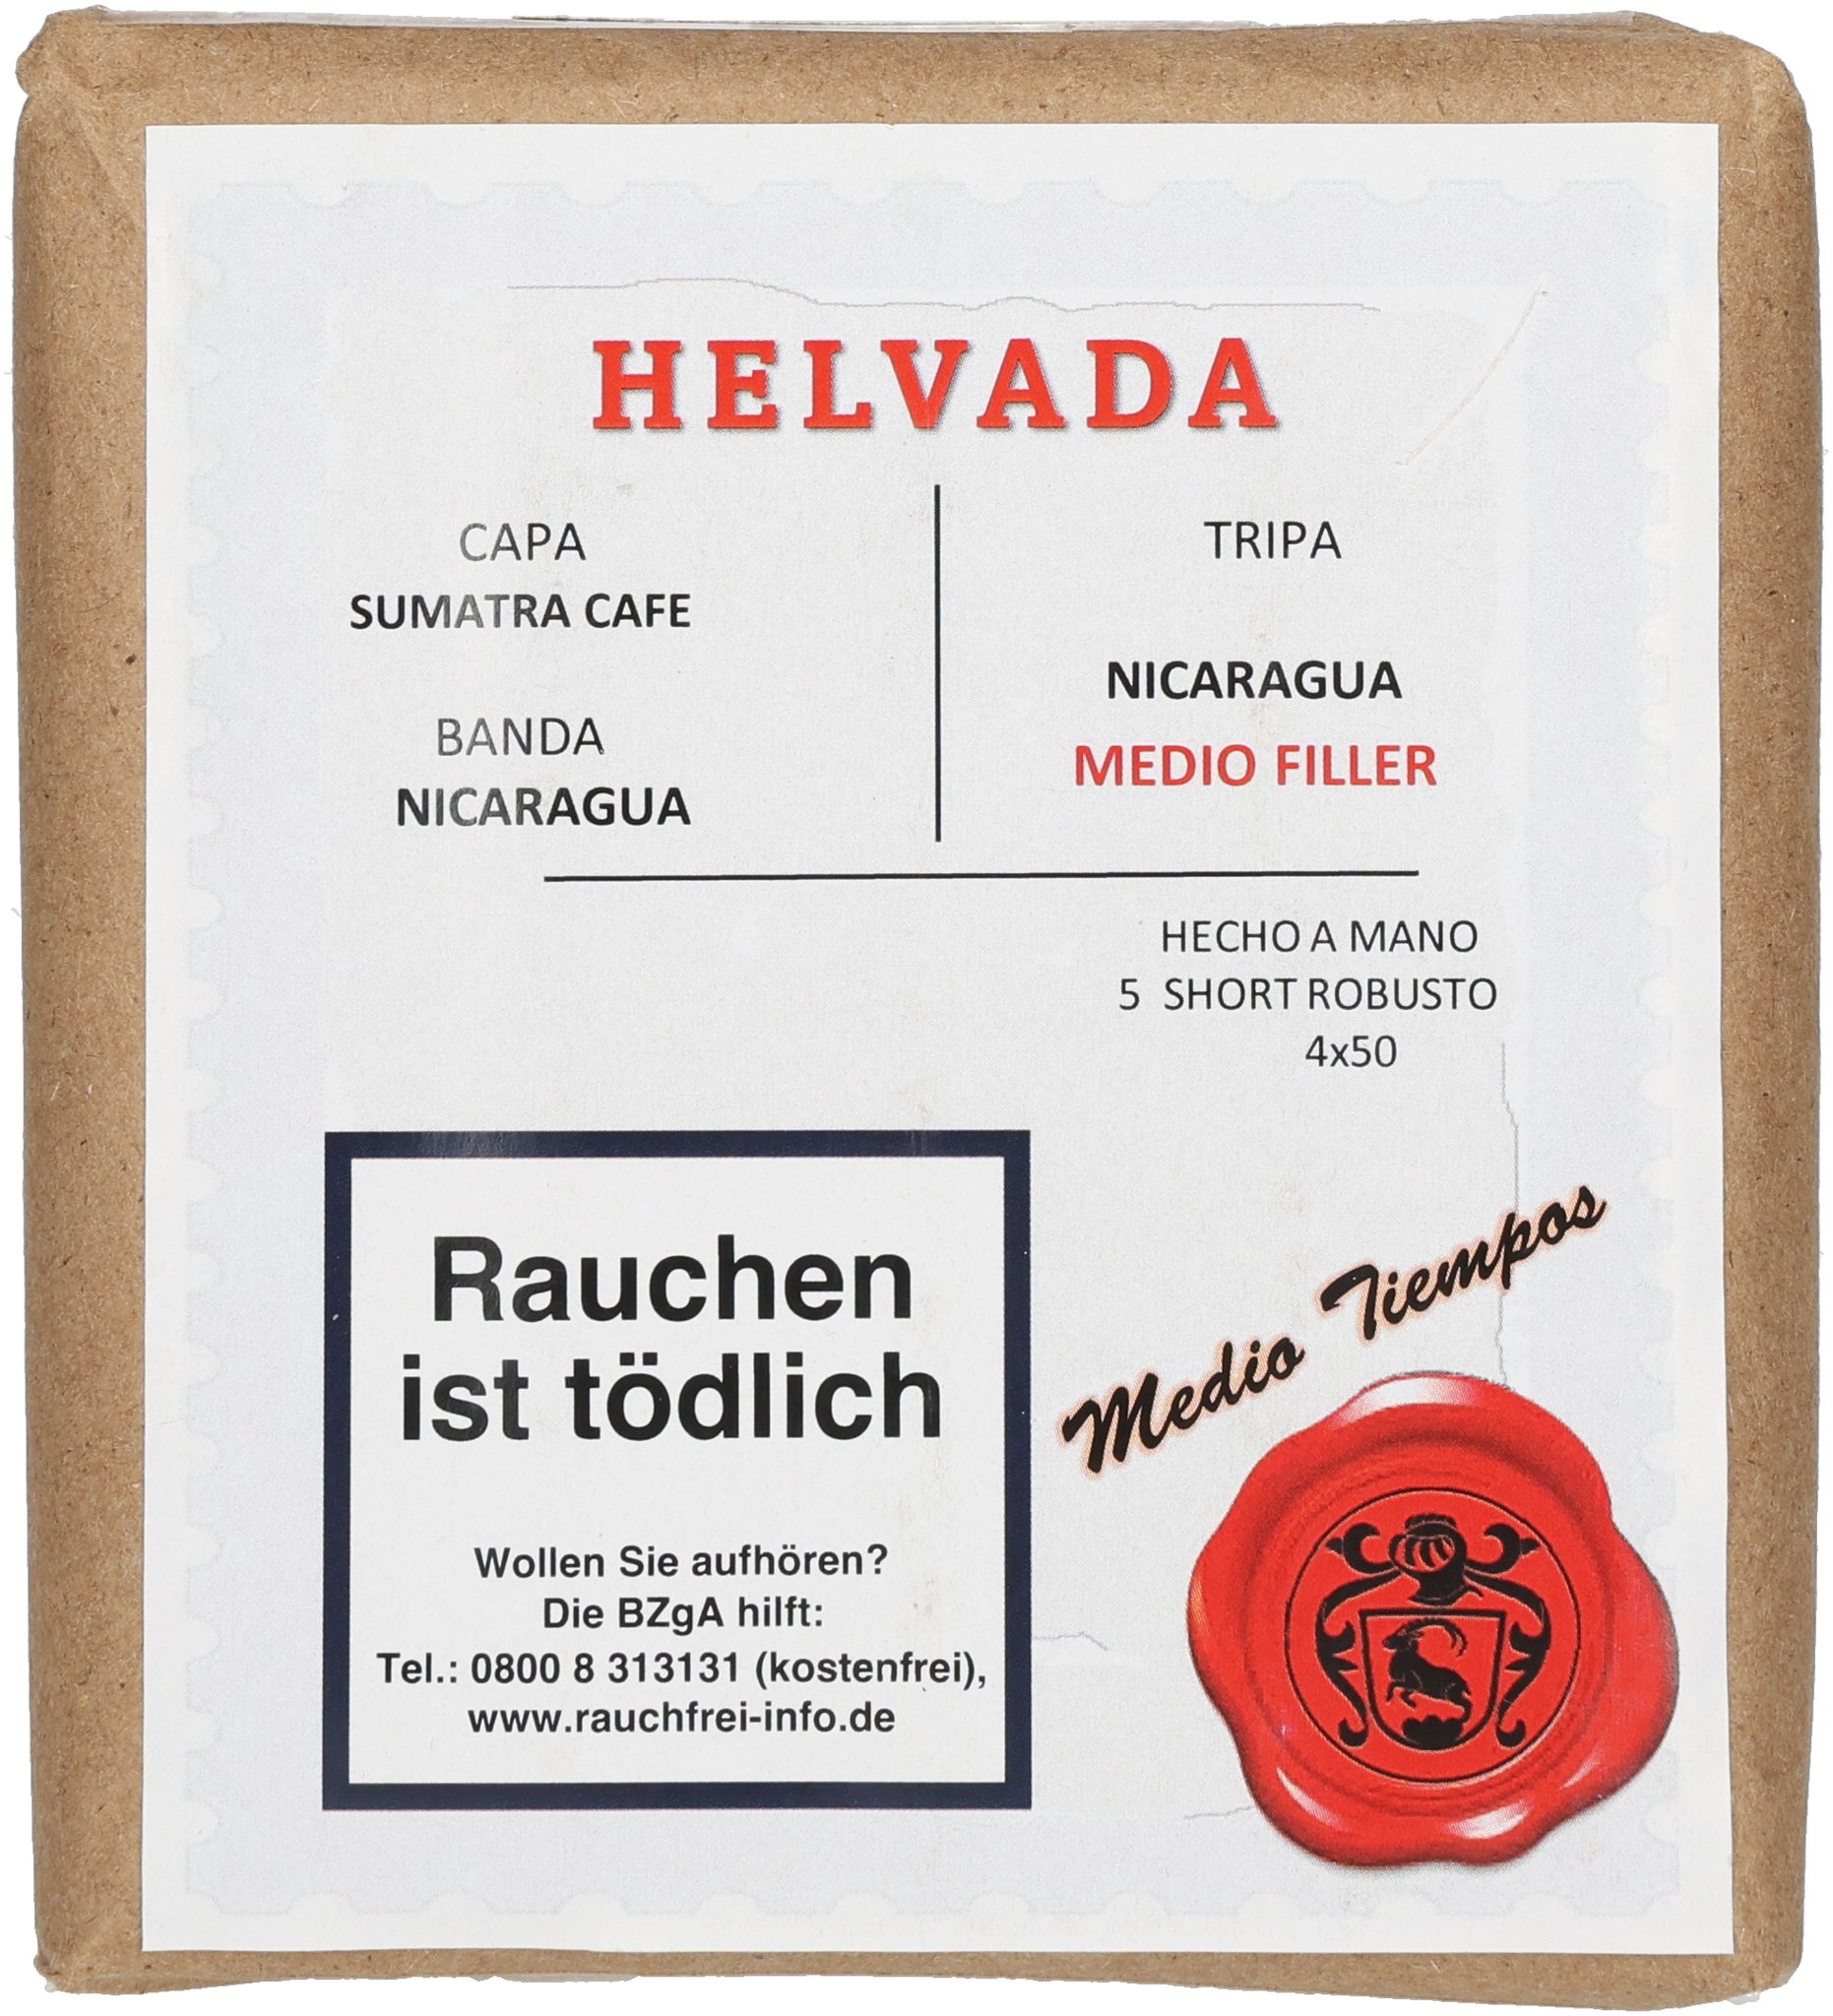 HELVADA
CAPA
SUMATRA CAFE
BANDA
NICARAGUA
TRIPA
NICARAGUA
MEDIO FILLER
HECHO A MANO
5 SHORT ROBUSTO
4x50
Rauchen
ist tödlich
Wollen Sie aufhören?
Die BZgA hilft:
Tel.: 0800 8 313131 (kostenfrei),
www.rauchfrei-info.de
Medio Tiempos